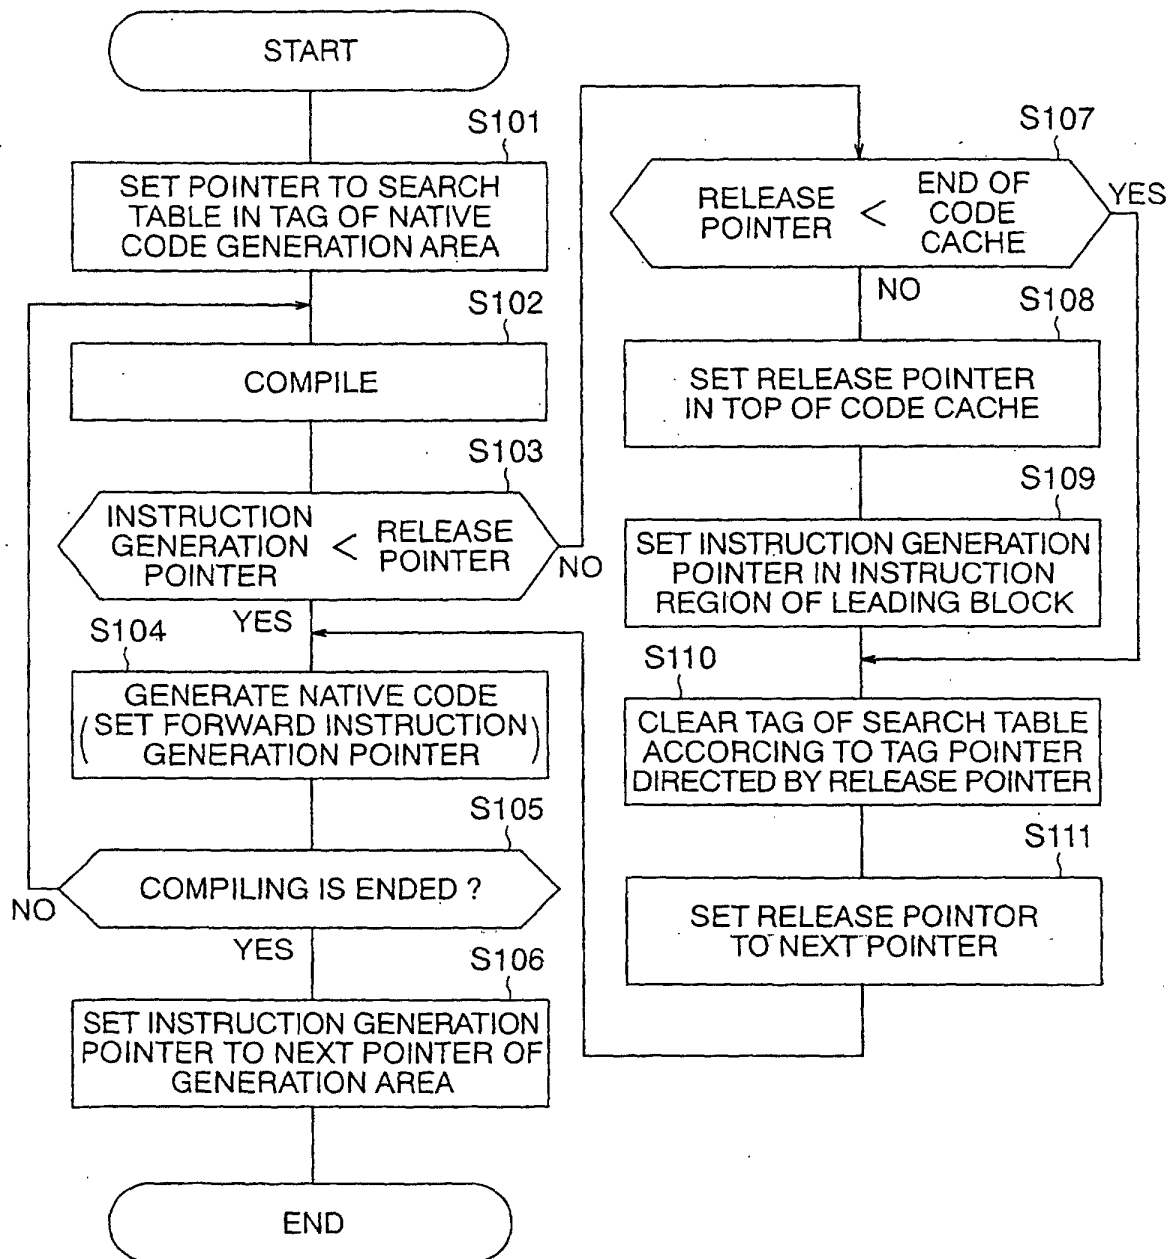 START
S101
SET POINTER TO SEARCH
TABLE IN TAG OF NATIVE
CODE GENERATION AREA
S102
COMPILE
S103
INSTRUCTION
GENERATION
POINTER
<
RELEASE
POINTER
NO
YES
S104
GENERATE NATIVE CODE
(SET FORWARD INSTRUCTION
GENERATION POINTER)
S105
COMPILING IS ENDED ?
NO
YES
S106
SET INSTRUCTION GENERATION
POINTER TO NEXT POINTER OF
GENERATION AREA
END
S107
RELEASE
POINTER
<
END OF
CODE
CACHE
YES
NO
S108
SET RELEASE POINTER
IN TOP OF CODE CACHE
S109
SET INSTRUCTION GENERATION
POINTER IN INSTRUCTION
REGION OF LEADING BLOCK
S110
CLEAR TAG OF SEARCH TABLE
ACCORCING TO TAG POINTER
DIRECTED BY RELEASE POINTER
S111
SET RELEASE POINTOR
TO NEXT POINTER